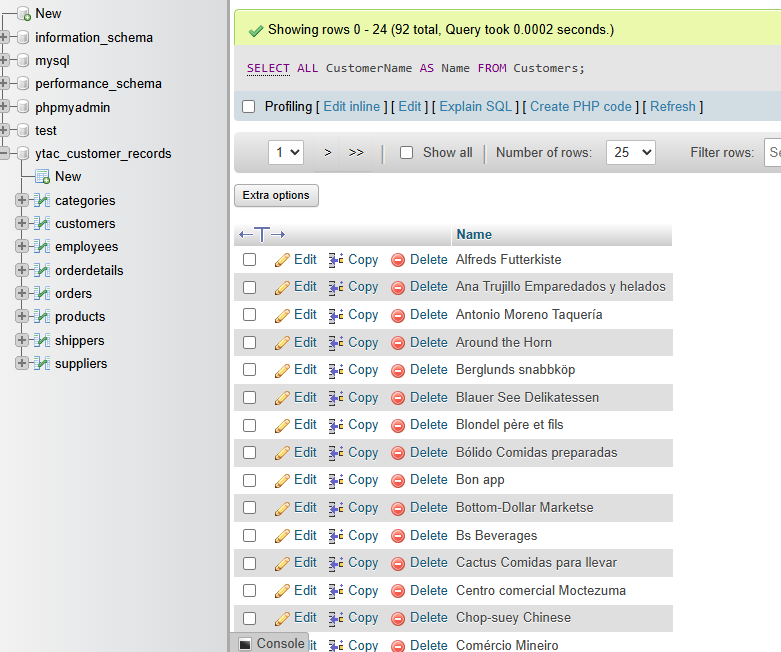 New
information_schema
mysql
performance_schema
phpmyadmin
test
ytac_customer_records
New
categories
customers
employees
orderdetails
orders
products
shippers
suppliers
Showing rows 0 - 24 (92 total, Query took 0.0002 seconds.)
SELECT ALL CustomerName AS Name FROM Customers;
Profiling [ Edit inline ] [ Edit ] [ Explain SQL ] [ Create PHP code ] [ Refresh ]
1 > >> Show all Number of rows: 25 Filter rows: Se
Extra options
←T→ Name
Edit Copy Delete Alfreds Futterkiste
Edit Copy Delete Ana Trujillo Emparedados y helados
Edit Copy Delete Antonio Moreno Taquería
Edit Copy Delete Around the Horn
Edit Copy Delete Berglunds snabbköp
Edit Copy Delete Blauer See Delikatessen
Edit Copy Delete Blondel père et fils
Edit Copy Delete Bólido Comidas preparadas
Edit Copy Delete Bon app
Edit Copy Delete Bottom-Dollar Marketse
Edit Copy Delete Bs Beverages
Edit Copy Delete Cactus Comidas para llevar
Edit Copy Delete Centro comercial Moctezuma
Edit Copy Delete Chop-suey Chinese
Console it Copy Delete Comércio Mineiro